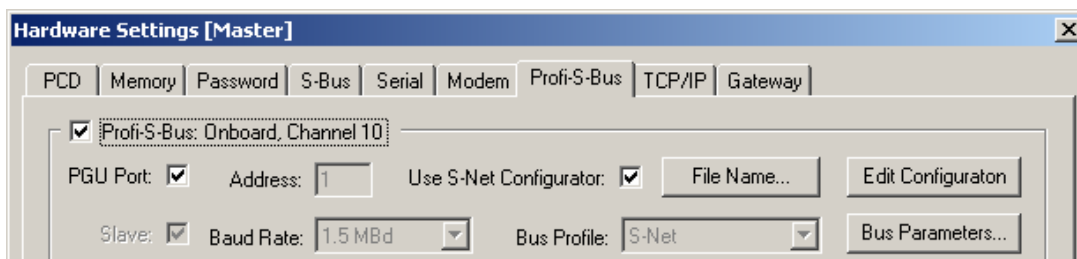 Hardware Settings [Master]
PCD Memory Password S-Bus Serial Modem Profi-S-Bus TCP/IP Gateway
Profi-S-Bus: Onboard, Channel 10
PGU Port: Address: 1 Use S-Net Configurator: File Name... Edit Configuraton
Slave: Baud Rate: 1.5 MBd Bus Profile: S-Net Bus Parameters...